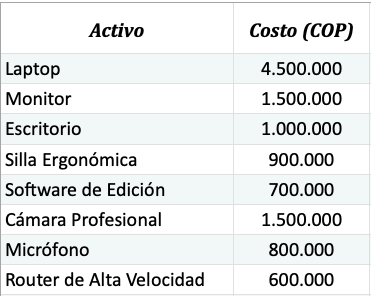 Activo Costo (COP)
Laptop 4.500.000
Monitor 1.500.000
Escritorio 1.000.000
Silla Ergonómica 900.000
Software de Edición 700.000
Cámara Profesional 1.500.000
Micrófono 800.000
Router de Alta Velocidad 600.000